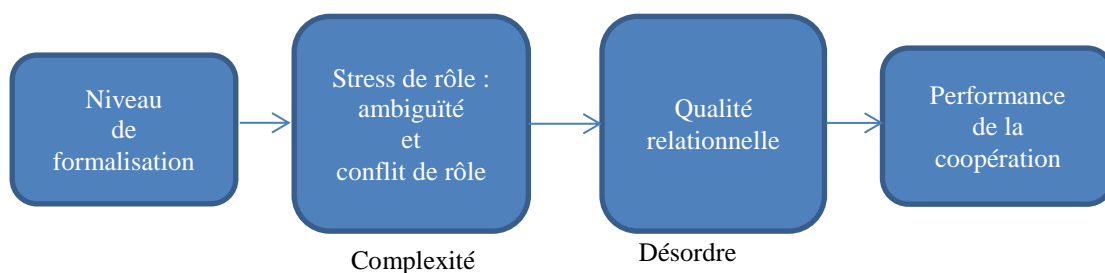 Niveau
de
formalisation
Stress de rôle :
ambiguïté
et
conflit de rôle
Qualité
relationnelle
Performance
de la
coopération
Complexité
Désordre